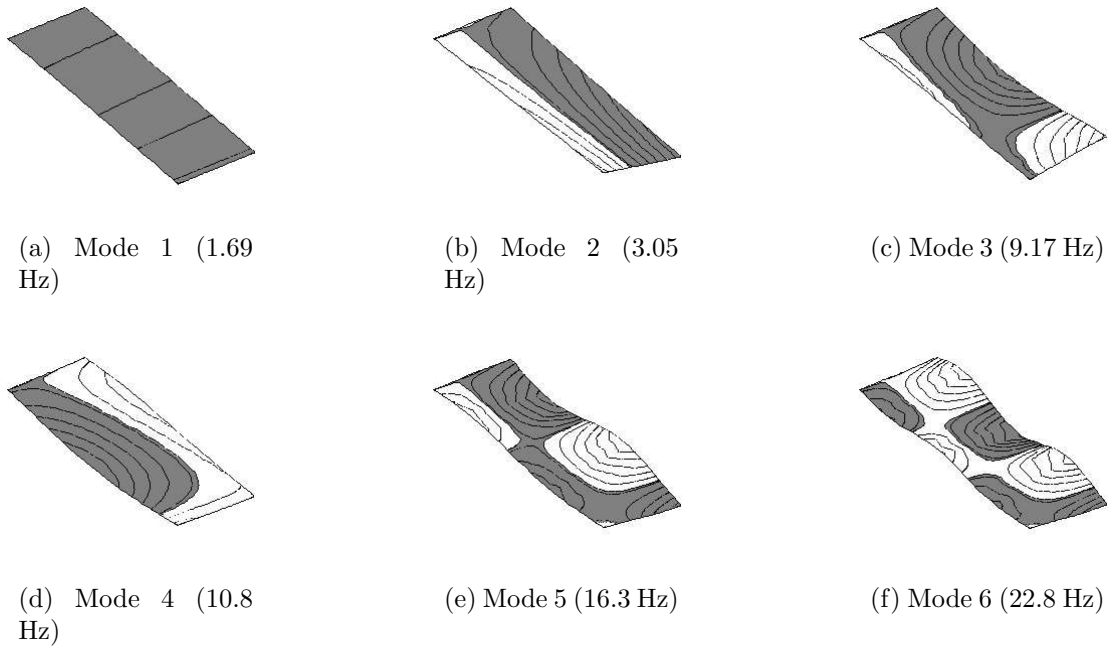 (a) Mode 1 (1.69
Hz)
(b) Mode 2 (3.05
Hz)
(c) Mode 3 (9.17 Hz)
(d) Mode 4 (10.8
Hz)
(e) Mode 5 (16.3 Hz)
(f) Mode 6 (22.8 Hz)